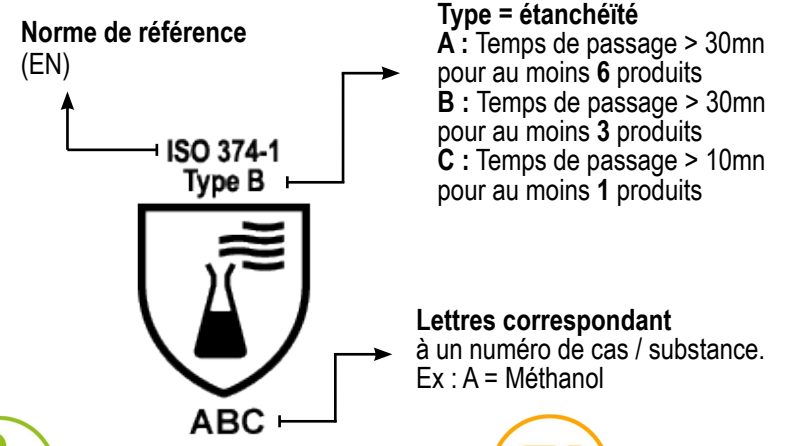 Norme de référence
(EN)
ISO 374-1
Type B
ABC
Type = étanchéïté
A : Temps de passage > 30mn
pour au moins 6 produits
B : Temps de passage > 30mn
pour au moins 3 produits
C : Temps de passage > 10mn
pour au moins 1 produits
Lettres correspondant
à un numéro de cas / substance.
Ex : A = Méthanol